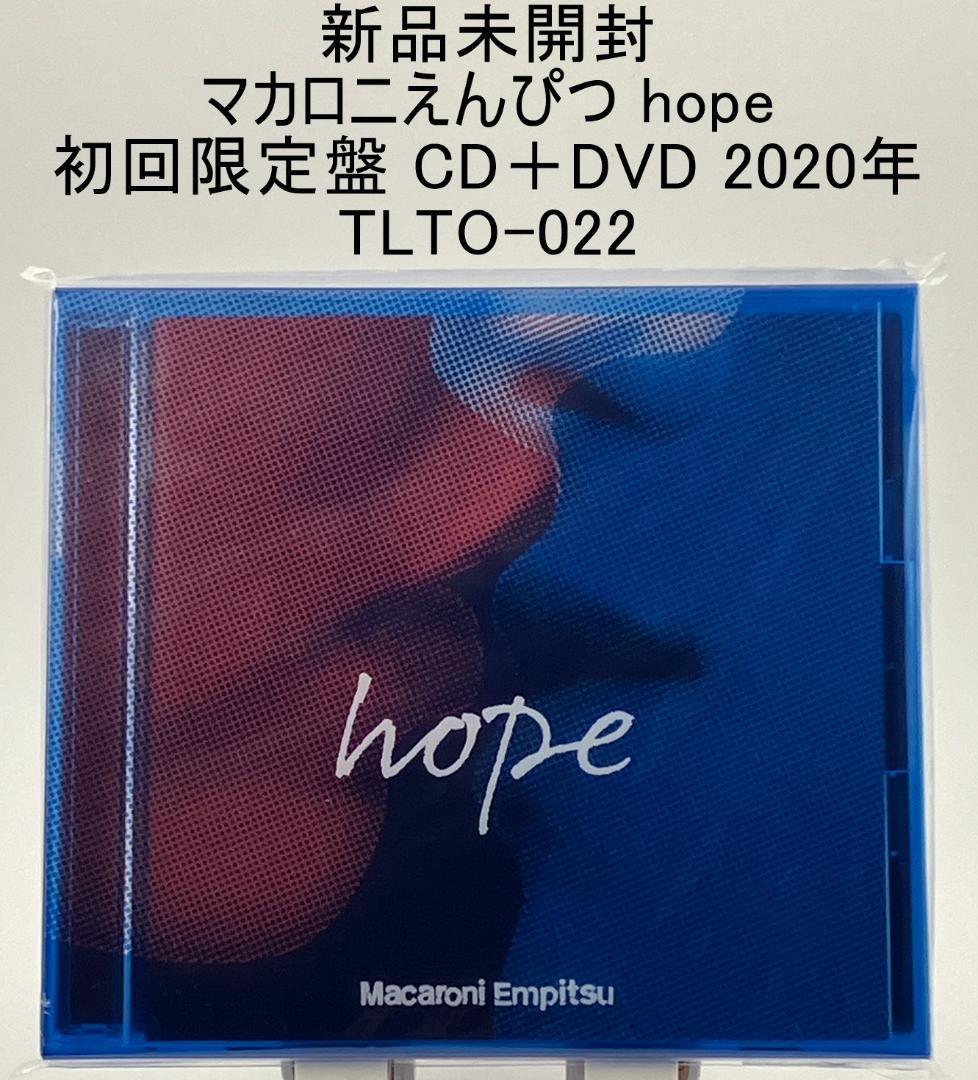 新品未開封
マカロニえんぴつ hope
初回限定盤 CD+DVD 2020年
TLTO-022
hope
Macaroni Empitsu